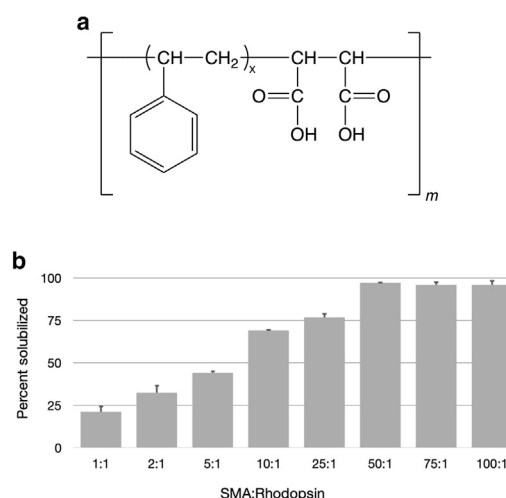 a
CH CH₂ x CH CH
O C C O
OH OH
m
b
Percent solubilized
100
75
50
25
0
1:1 2:1 5:1 10:1 25:1 50:1 75:1 100:1
SMA:Rhodopsin